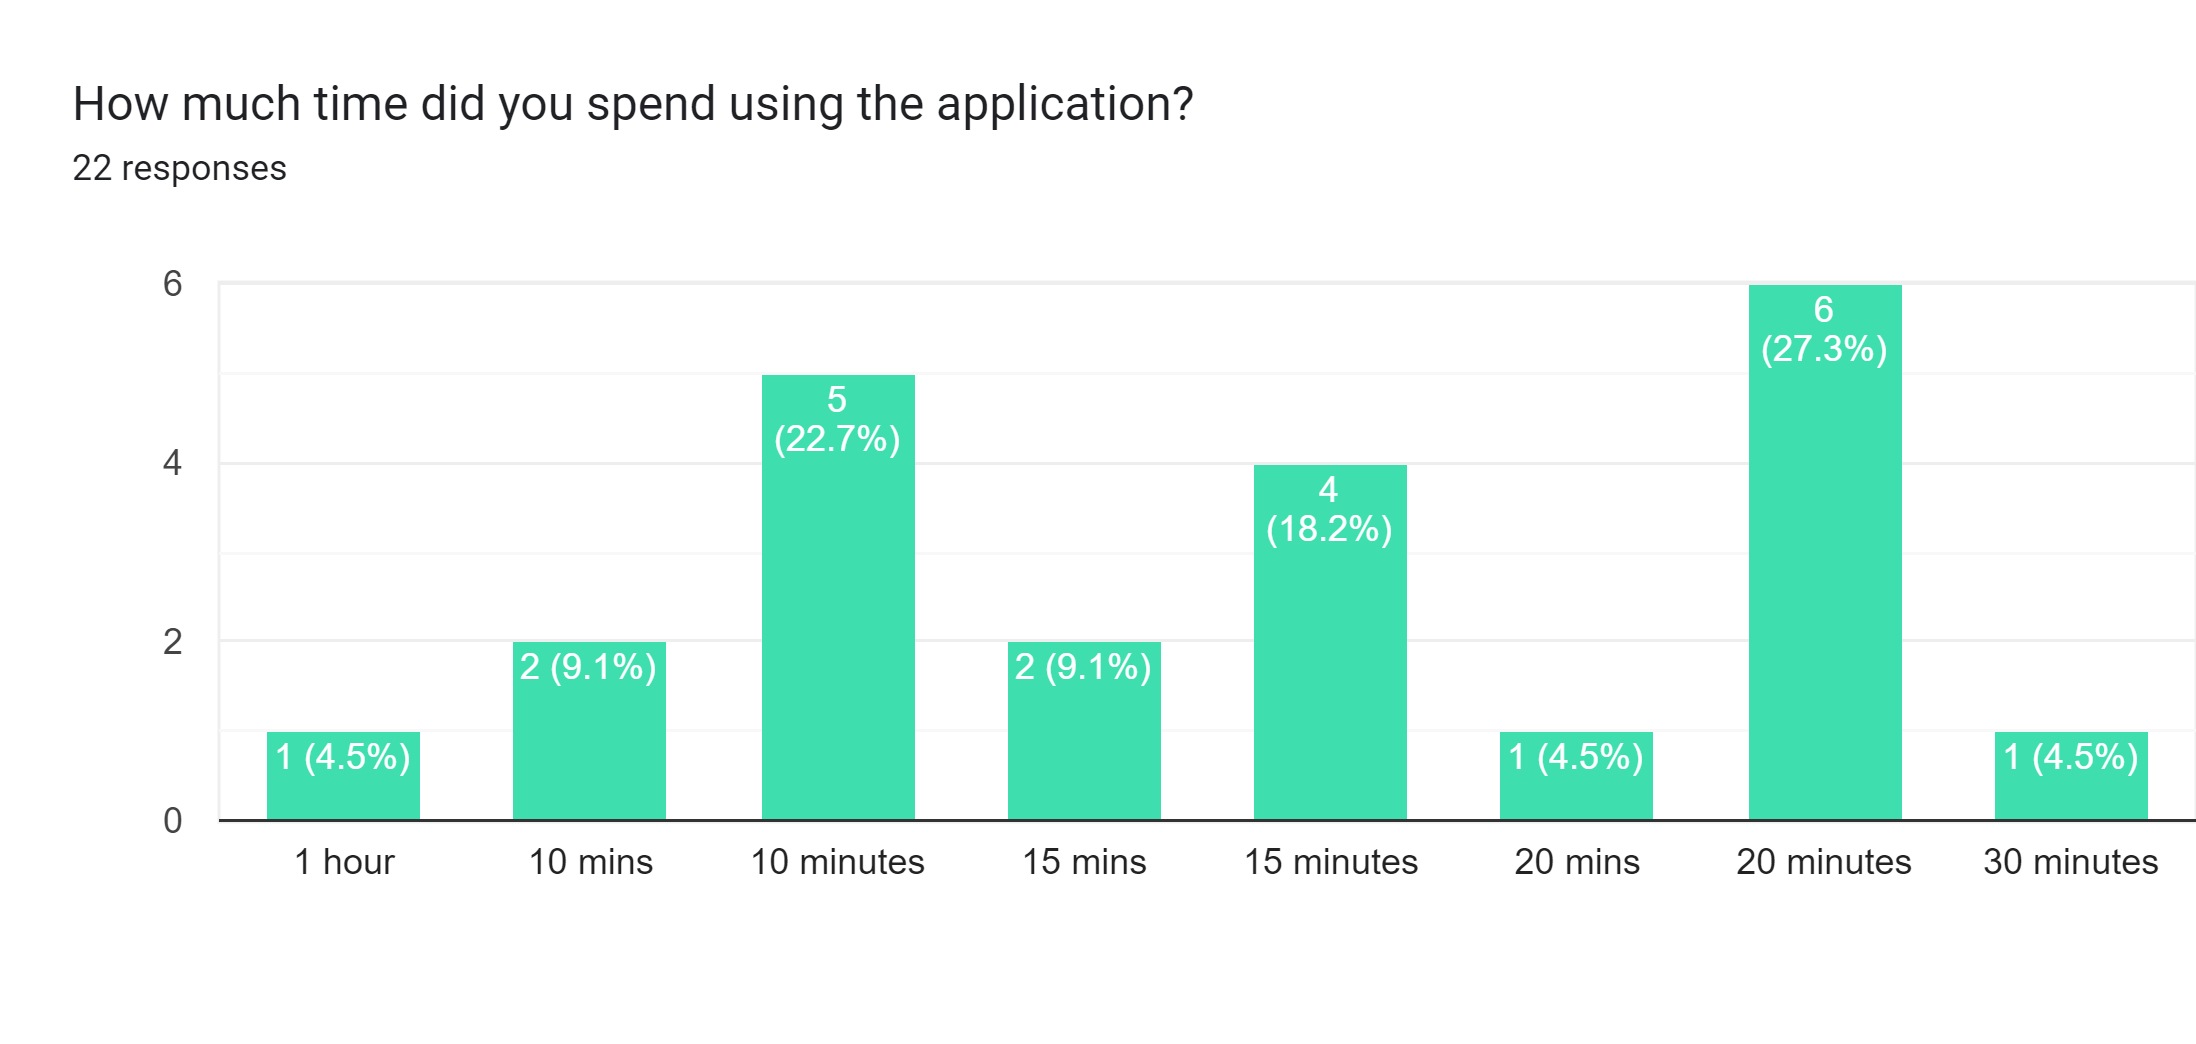 How much time did you spend using the application?
22 responses
6
4
2
0
1 (4.5%)
2 (9.1%)
5
(22.7%)
2 (9.1%)
4
(18.2%)
1 (4.5%)
6
(27.3%)
1 (4.5%)
1 hour
10 mins
10 minutes
15 mins
15 minutes
20 mins
20 minutes
30 minutes